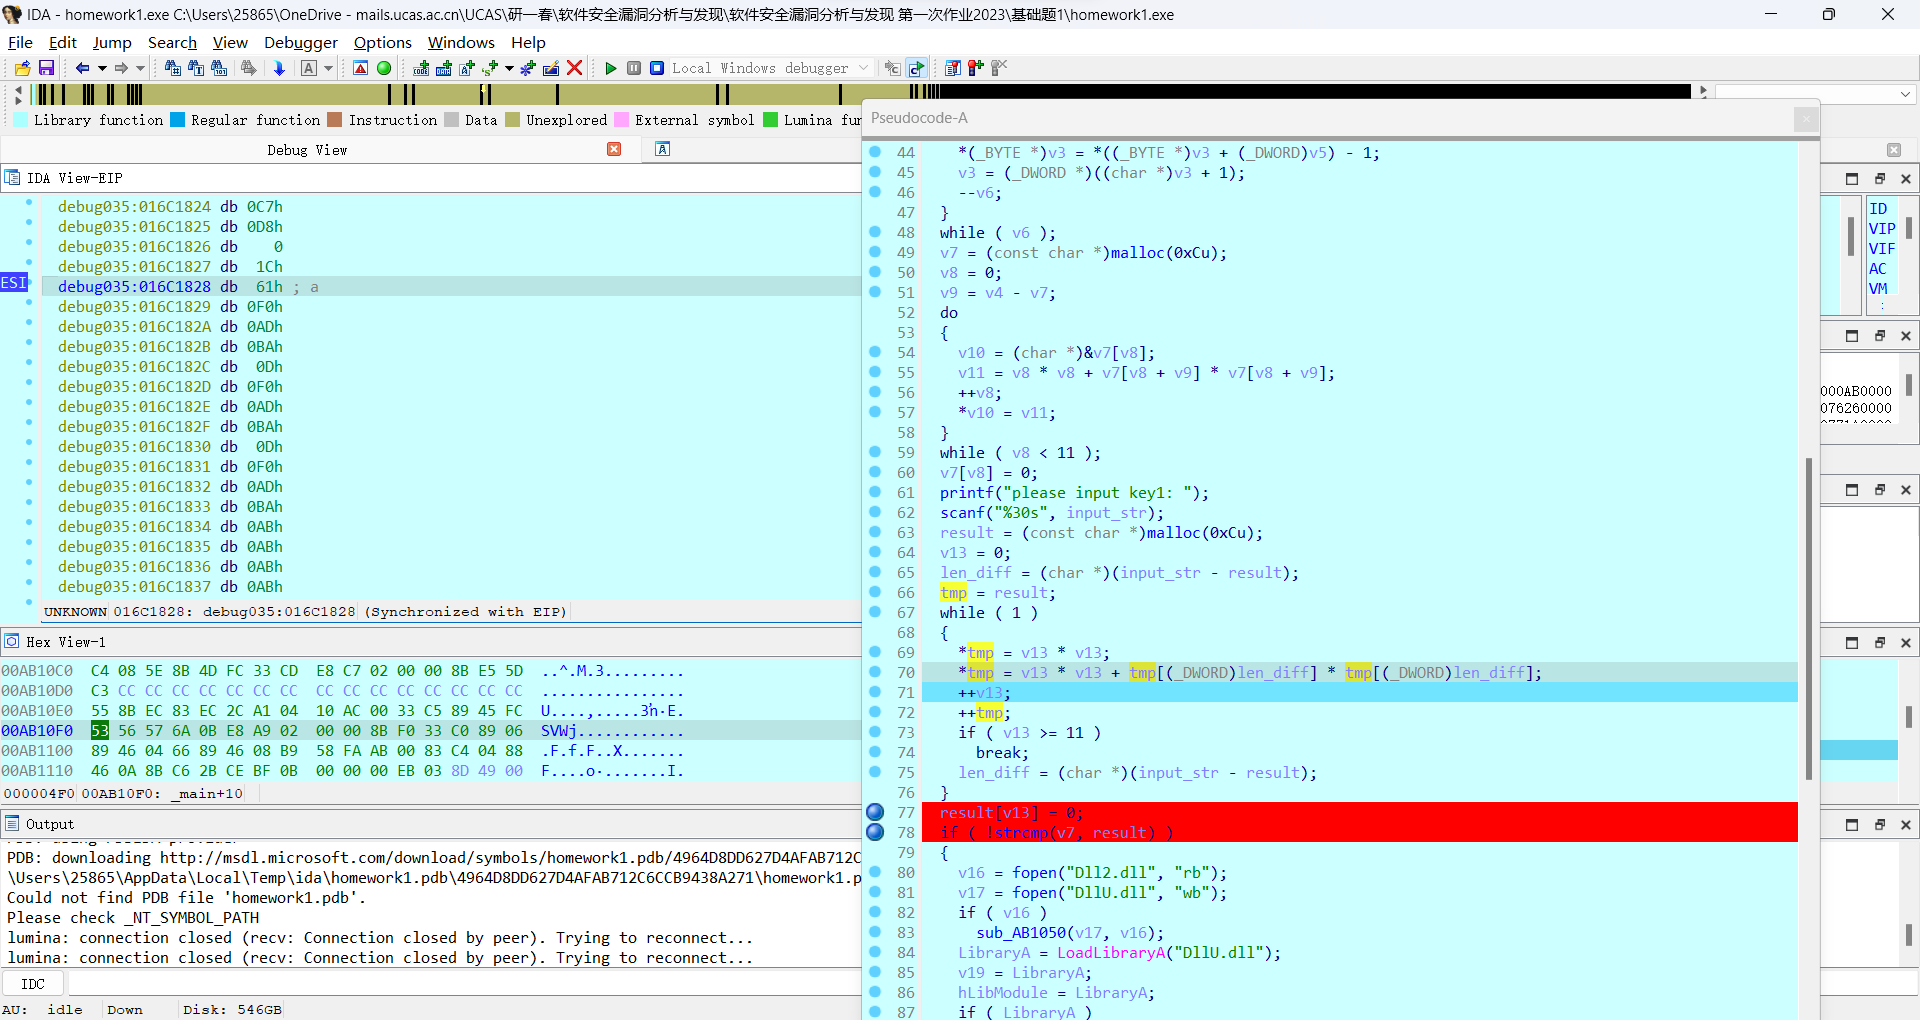 IDA - homework1.exe C:\Users\25865\OneDrive - mails.ucas.ac.cn\UCAS\研一春\软件安全漏洞分析与发现\软件安全漏洞分析与发现 第一次作业2023\基础题1\homework1.exe
File Edit Jump Search View Debugger Options Windows Help
Local Windows debugger
Library function Regular function Instruction Data Unexplored External symbol Lumina fun
Debug View
IDA View-EIP
debug035:016C1824 db 0C7h
debug035:016C1825 db 0D8h
debug035:016C1826 db 0
debug035:016C1827 db 1Ch
ESI
debug035:016C1828 db 61h ; a
debug035:016C1829 db 0F0h
debug035:016C182A db 0ADh
debug035:016C182B db 0BAh
debug035:016C182C db 0Dh
debug035:016C182D db 0F0h
debug035:016C182E db 0ADh
debug035:016C182F db 0BAh
debug035:016C1830 db 0Dh
debug035:016C1831 db 0F0h
debug035:016C1832 db 0ADh
debug035:016C1833 db 0BAh
debug035:016C1834 db 0ABh
debug035:016C1835 db 0ABh
debug035:016C1836 db 0ABh
debug035:016C1837 db 0ABh
UNKNOWN 016C1828: debug035:016C1828 (Synchronized with EIP)
Hex View-1
00AB10C0 C4 08 5E 8B 4D FC 33 CD E8 C7 02 00 00 8B E5 5D ..^.M.3.........
00AB10D0 C3 CC CC CC CC CC CC CC CC CC CC CC CC CC CC CC ................
00AB10E0 55 8B EC 83 EC 2C A1 04 10 AC 00 33 C5 89 45 FC
00AB10F0 53 56 57 6A 0B E8 A9 02 00 00 8B F0 33 C0 89 06 SVWj............
00AB1100 89 46 04 66 89 46 08 B9 58 FA AB 00 83 C4 04 88 .F.f.F..X.......
00AB1110 46 0A 8B C6 2B CE BF 0B 00 00 00 EB 03 8D 49 00
000004F0 00AB10F0: _main+10
Output
PDB: downloading http://msdl.microsoft.com/download/symbols/homework1.pdb/4964D8DD627D4AFAB712C
\Users\25865\AppData\Local\Temp\ida\homework1.pdb\4964D8DD627D4AFAB712C6CCB9438A271\homework1.p
Could not find PDB file 'homework1.pdb'.
Please check _NT_SYMBOL_PATH
lumina: connection closed (recv: Connection closed by peer). Trying to reconnect...
lumina: connection closed (recv: Connection closed by peer). Trying to reconnect...
IDC
AU: idle Down Disk: 546GB
Pseudocode-A
44 *(_BYTE *)v3 = *((_BYTE *)v3 + (_DWORD)v5) - 1;
45 v3 = (_DWORD *)((char *)v3 + 1);
46 --v6;
47 }
48 while ( v6 );
49 v7 = (const char *)malloc(0xCu);
50 v8 = 0;
51 v9 = v4 - v7;
52 do
53 {
54 v10 = (char *)&v7[v8];
55 v11 = v8 * v8 + v7[v8 + v9] * v7[v8 + v9];
56 ++v8;
57 *v10 = v11;
58 }
59 while ( v8 < 11 );
60 v7[v8] = 0;
61 printf("please input key1: ");
62 scanf("%30s", input_str);
63 result = (const char *)malloc(0xCu);
64 v13 = 0;
65 len_diff = (char *)(input_str - result);
66 tmp = result;
67 while ( 1 )
68 {
69 *tmp = v13 * v13;
70 *tmp = v13 * v13 + tmp[(_DWORD)len_diff] * tmp[(_DWORD)len_diff];
71 ++v13;
72 ++tmp;
73 if ( v13 >= 11 )
74 break;
75 len_diff = (char *)(input_str - result);
76 }
77 result[v13] = 0;
78 if ( !strcmp(v7, result) )
79 {
80 v16 = fopen("Dll2.dll", "rb");
81 v17 = fopen("DllU.dll", "wb");
82 if ( v16 )
83 sub_AB1050(v17, v16);
84 LibraryA = LoadLibraryA("DllU.dll");
85 v19 = LibraryA;
86 hLibModule = LibraryA;
87 if ( LibraryA )
ID
VIP
VIF
AC
VM
000AB0000
076260000